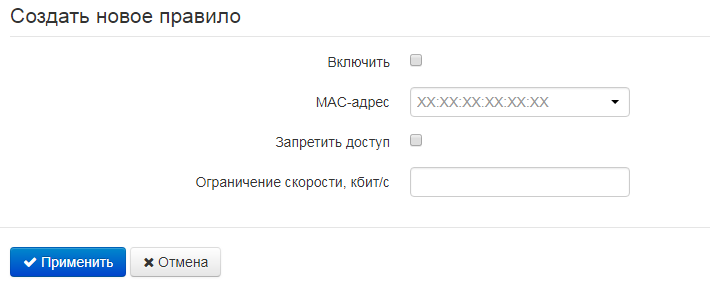 Создать новое правило
Включить
MAC-адрес
XX:XX:XX:XX:XX:XX
Запретить доступ
Ограничение скорости, кбит/с
Применить
Отмена